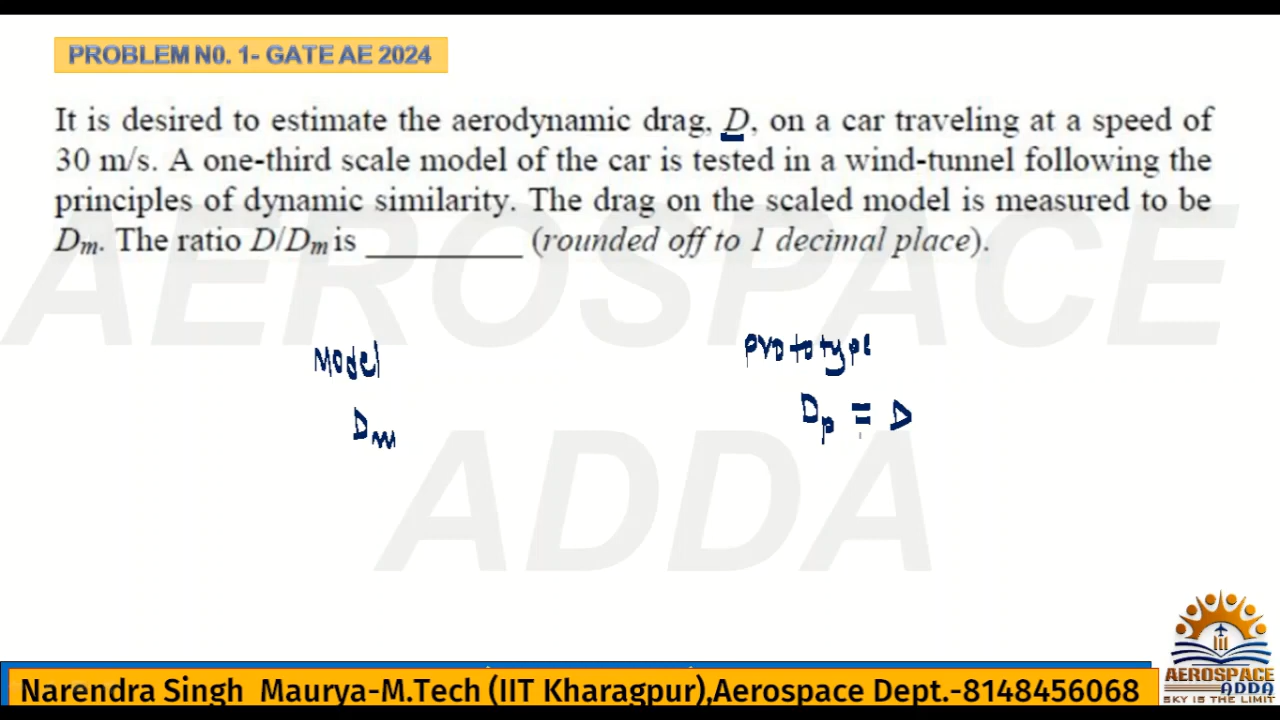 PROBLEM N0. 1- GATE AE 2024
It is desired to estimate the aerodynamic drag, D, on a car traveling at a speed of
30 m/s. A one-third scale model of the car is tested in a wind-tunnel following the
principles of dynamic similarity. The drag on the scaled model is measured to be
Dm. The ratio D/Dm is __________ (rounded off to 1 decimal place).
AEROSPACE
ADDA
Model
Prototype
Dm
Dp = D
Narendra Singh Maurya-M.Tech (IIT Kharagpur),Aerospace Dept.-8148456068
AEROSPACE
ADDA
SKY IS THE LIMIT